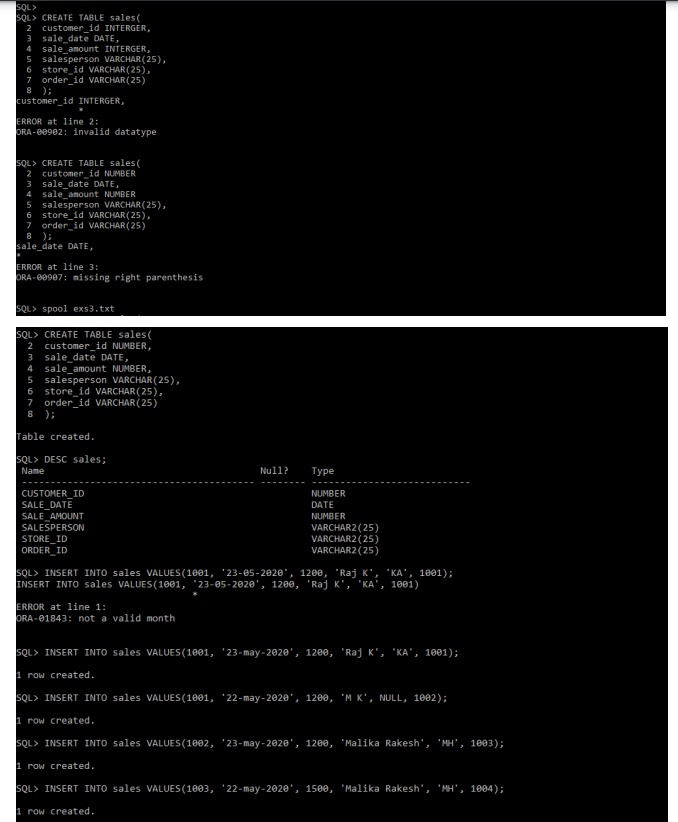 SQL>
SQL> CREATE TABLE sales(
  2  customer_id INTERGER,
  3  sale_date DATE,
  4  sale_amount INTERGER,
  5  salesperson VARCHAR(25),
  6  store_id VARCHAR(25),
  7  order_id VARCHAR(25)
  8  );
customer_id INTERGER,
            *
ERROR at line 2:
ORA-00902: invalid datatype
SQL> CREATE TABLE sales(
  2  customer_id NUMBER
  3  sale_date DATE,
  4  sale_amount NUMBER
  5  salesperson VARCHAR(25),
  6  store_id VARCHAR(25),
  7  order_id VARCHAR(25)
  8  );
sale_date DATE,
*
ERROR at line 3:
ORA-00907: missing right parenthesis
SQL> spool exs3.txt
SQL> CREATE TABLE sales(
  2  customer_id NUMBER,
  3  sale_date DATE,
  4  sale_amount NUMBER,
  5  salesperson VARCHAR(25),
  6  store_id VARCHAR(25),
  7  order_id VARCHAR(25)
  8  );
Table created.
SQL> DESC sales;
 Name                                      Null?    Type
 ----------------------------------------- -------- ----------------------------
 CUSTOMER_ID                                        NUMBER
 SALE_DATE                                          DATE
 SALE_AMOUNT                                        NUMBER
 SALESPERSON                                        VARCHAR2(25)
 STORE_ID                                           VARCHAR2(25)
 ORDER_ID                                           VARCHAR2(25)
SQL> INSERT INTO sales VALUES(1001, '23-05-2020', 1200, 'Raj K', 'KA', 1001);
INSERT INTO sales VALUES(1001, '23-05-2020', 1200, 'Raj K', 'KA', 1001)
                               *
ERROR at line 1:
ORA-01843: not a valid month
SQL> INSERT INTO sales VALUES(1001, '23-may-2020', 1200, 'Raj K', 'KA', 1001);
1 row created.
SQL> INSERT INTO sales VALUES(1001, '22-may-2020', 1200, 'M K', NULL, 1002);
1 row created.
SQL> INSERT INTO sales VALUES(1002, '23-may-2020', 1200, 'Malika Rakesh', 'MH', 1003);
1 row created.
SQL> INSERT INTO sales VALUES(1003, '22-may-2020', 1500, 'Malika Rakesh', 'MH', 1004);
1 row created.